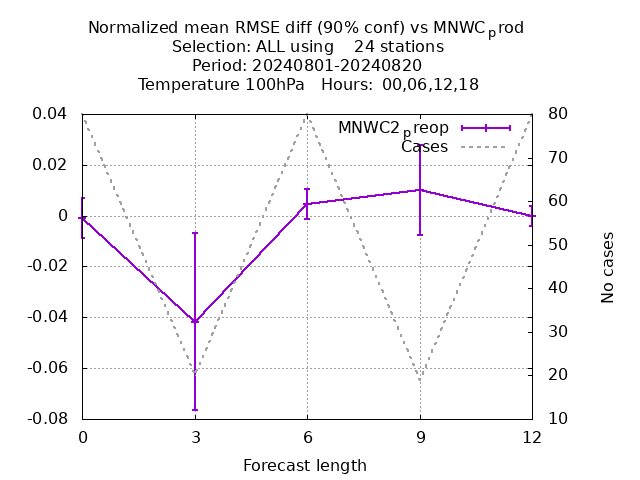 Normalized mean RMSE diff (90% conf) vs MNWC_prod
Selection: ALL using    24 stations
Period: 20240801-20240820
Temperature 100hPa   Hours:  00,06,12,18
MNWC2_preop
Cases
0.04
0.02
0
-0.02
-0.04
-0.06
-0.08
80
70
60
50
40
30
20
10
No cases
0 3 6 9 12
Forecast length